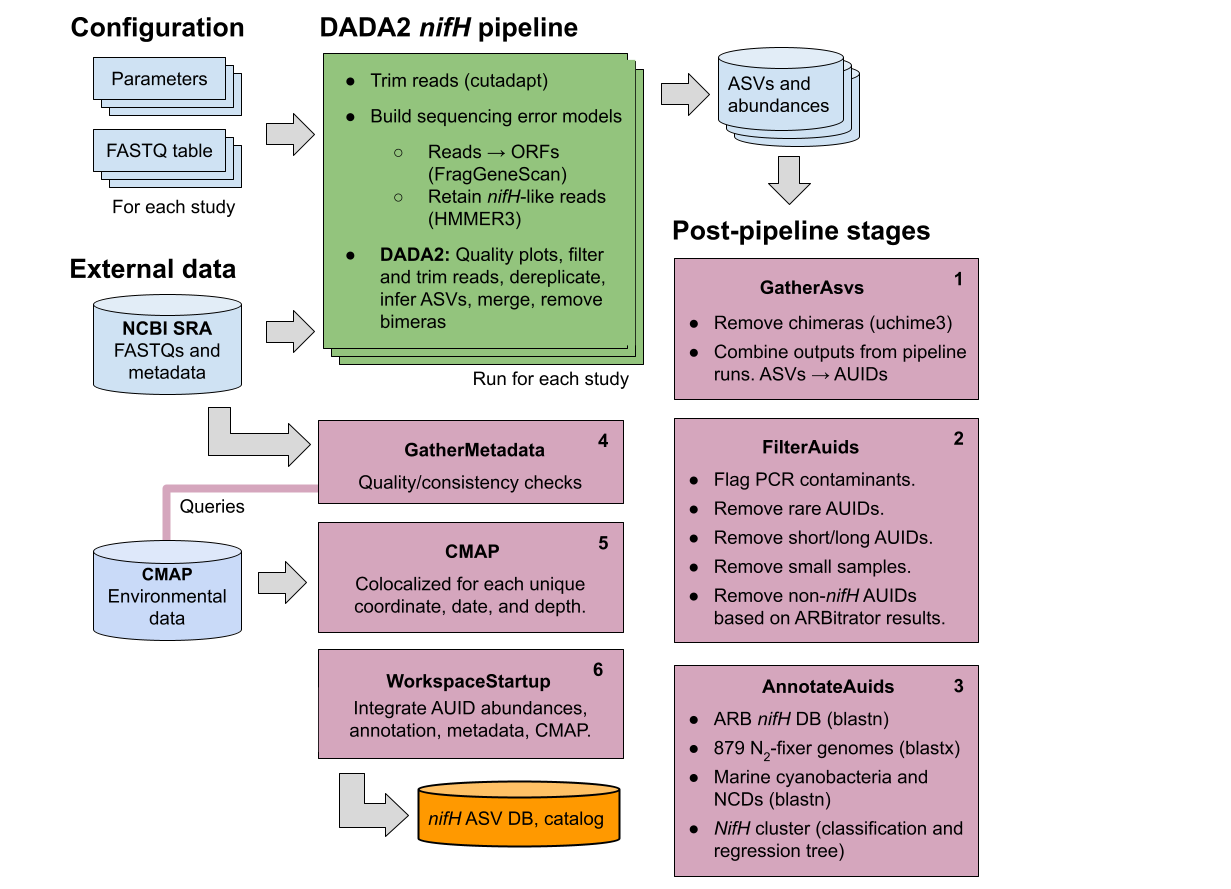 Configuration
Parameters
FASTQ table
For each study
External data
NCBI SRA
FASTQs and
metadata
DADA2 nifH pipeline
● Trim reads (cutadapt)
● Build sequencing error models
○ Reads → ORFs
(FragGeneScan)
○ Retain nifH-like reads
(HMMER3)
● DADA2: Quality plots, filter
and trim reads, dereplicate,
infer ASVs, merge, remove
bimeras
Run for each study
ASVs and
abundances
Post-pipeline stages
1
GatherAsvs
● Remove chimeras (uchime3)
● Combine outputs from pipeline
runs. ASVs → AUIDs
2
FilterAuids
● Flag PCR contaminants.
● Remove rare AUIDs.
● Remove short/long AUIDs.
● Remove small samples.
● Remove non-nifH AUIDs
based on ARBitrator results.
AnnotateAuids 3
● ARB nifH DB (blastn)
● 879 N2-fixer genomes (blastx)
● Marine cyanobacteria and
NCDs (blastn)
● NifH cluster (classification and
regression tree)
4
GatherMetadata
Quality/consistency checks
Queries
CMAP
Environmental
data
5
CMAP
Colocalized for each unique
coordinate, date, and depth.
6
WorkspaceStartup
Integrate AUID abundances,
annotation, metadata, CMAP.
nifH ASV DB, catalog